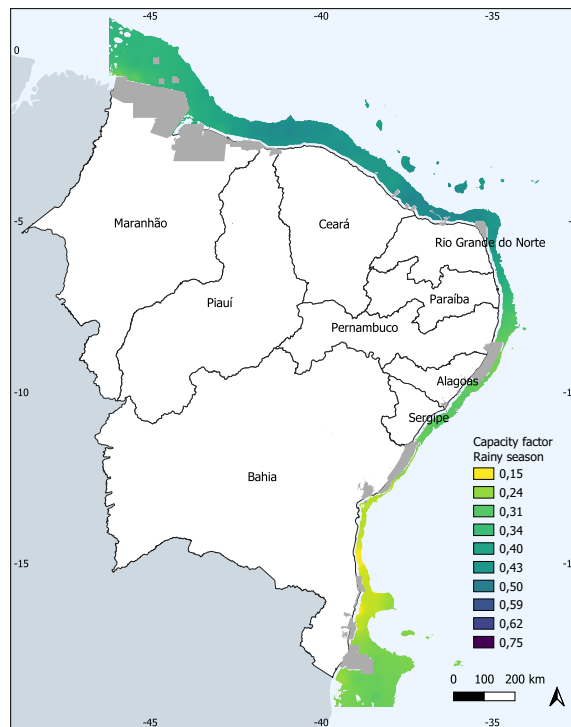 -45
-40
-35
0
Maranhão
Ceará
-5
Rio Grande do Norte
Piauí
Paraíba
Pernambuco
-10
Alagoas
-10
Sergipe
Capacity factor
Rainy season
Bahia
0,15
0,24
0,31
0,34
0,40
0,43
-15
-15
0,50
0,59
0,62
0,75
0 100 200 km
-45
-40
-35